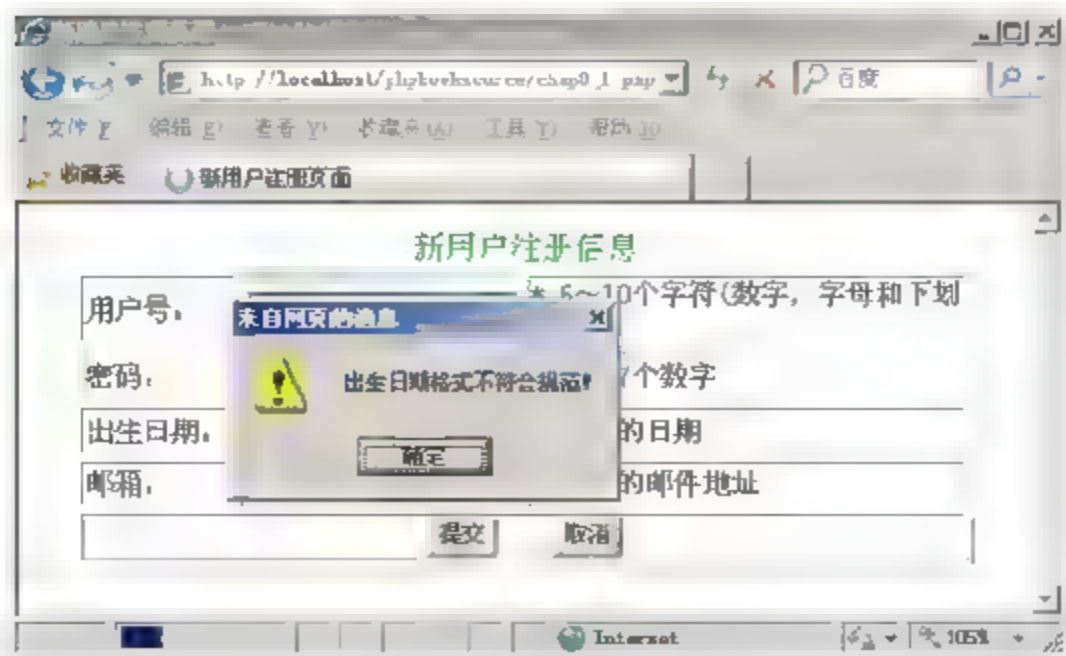 http://localhost/phpworksource/chap0_1 php 百度
文件 编辑 查看 收藏夹(A) 工具 帮助
收藏夹 新用户注册页面
新用户注册信息
用户号: * 6~10个字符(数字, 字母和下划
来自网页的消息
密码: 个数字
出生日期格式不符合规范!
出生日期: 的日期
确定
邮箱: 的邮件地址
提交 取消
Internet 105%